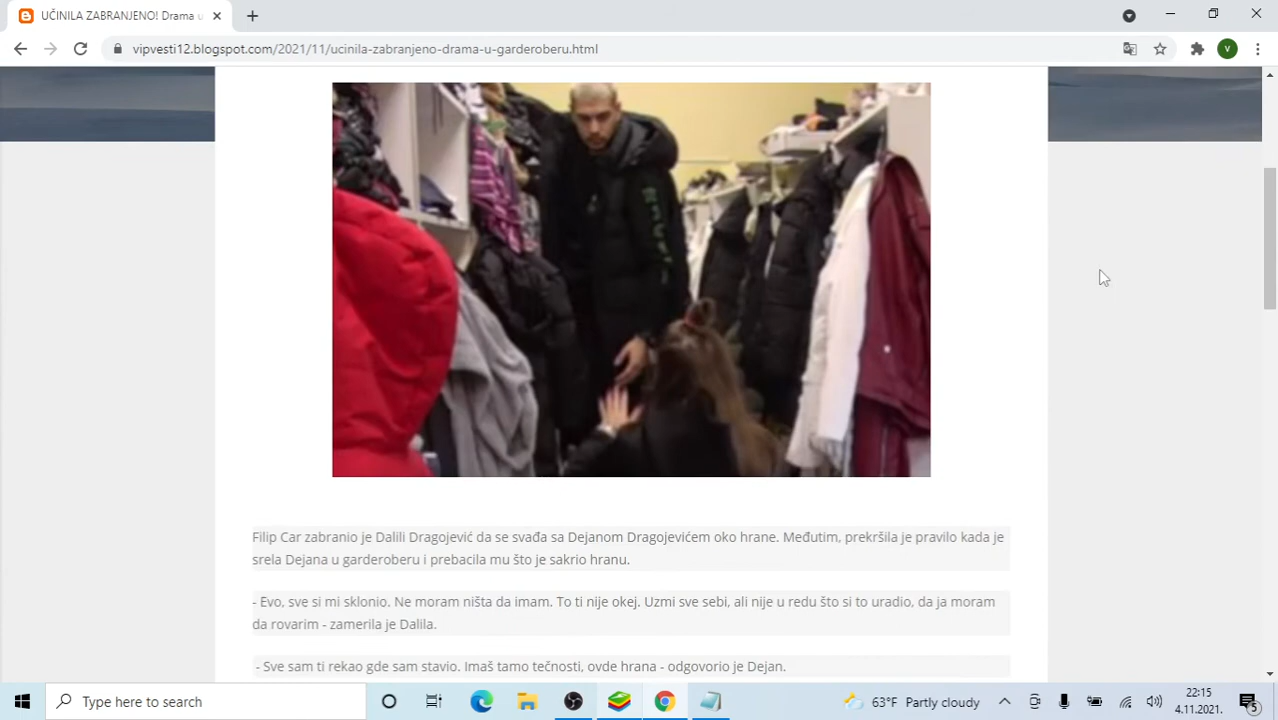 UČINILA ZABRANJENO! Drama u
vipvesti12.blogspot.com/2021/11/ucinila-zabranjeno-drama-u-garderoberu.html
V
Filip Car zabranio je Dalili Dragojević da se svađa sa Dejanom Dragojevićem oko hrane. Međutim, prekršila je pravilo kada je
srela Dejana u garderoberu i prebacila mu što je sakrio hranu.
- Evo, sve si mi sklonio. Ne moram ništa da imam. To ti nije okej. Uzmi sve sebi, ali nije u redu što si to uradio, da ja moram
da rovarim - zamerila je Dalila.
- Sve sam ti rekao gde sam stavio. Imaš tamo tečnosti, ovde hrana - odgovorio je Dejan.
Type here to search
63°F Partly cloudy
22:15
4.11.2021.
5